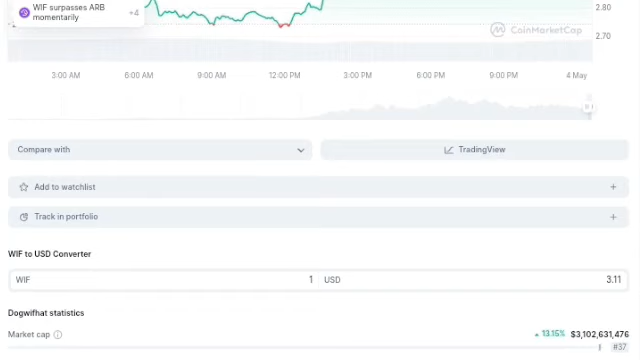 WIF surpasses ARB
momentarily
+4
2.80
CoinMarketCap
2.70
3:00 AM 6:00 AM 9:00 AM 12:00 PM 3:00 PM 6:00 PM 9:00 PM 4 May
Compare with
TradingView
Add to watchlist +
Track in portfolio +
WIF to USD Converter
WIF 1 USD 3.11
Dogwifhat statistics
Market cap 13.15% $3,102,631,476
#37